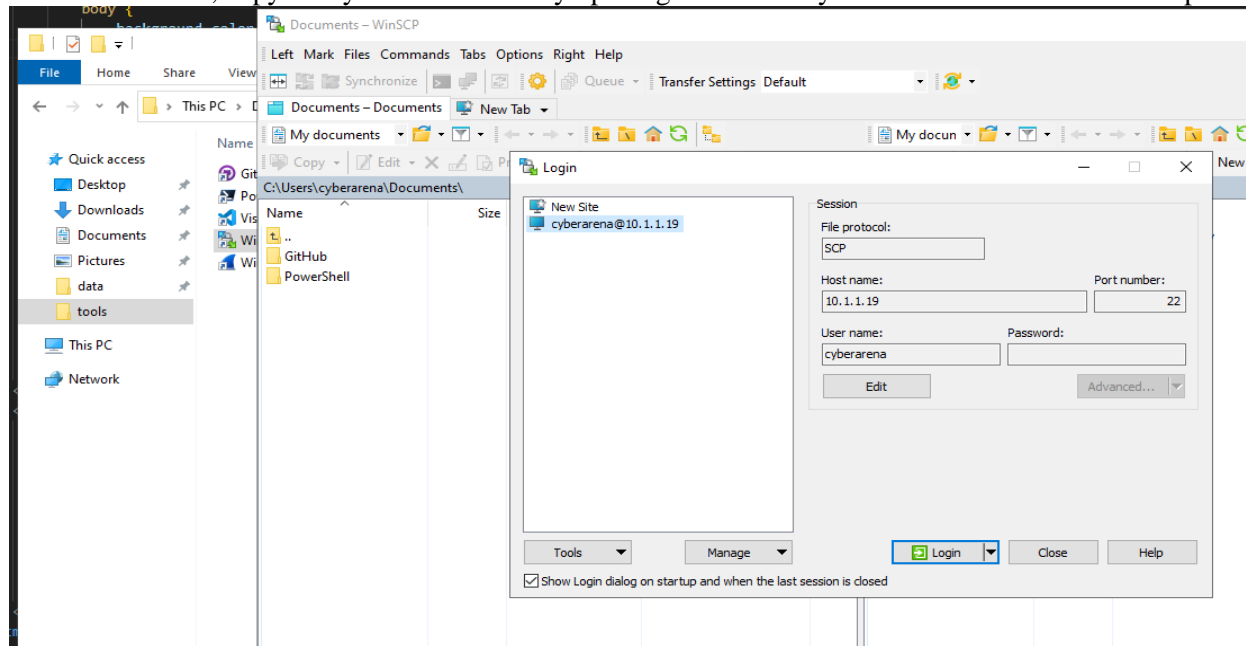 body {
Documents – WinSCP
Left Mark Files Commands Tabs Options Right Help
File Home Share View
Synchronize Queue Transfer Settings Default
This PC
Documents – Documents New Tab
My documents My docun
Name
Quick access
Copy Edit New
Desktop
C:\Users\cyberarena\Documents\
Downloads
Name Size
Documents
..
Pictures
GitHub
data
PowerShell
tools
This PC
Network
Login
New Site
cyberarena@10.1.1.19
Session
File protocol:
SCP
Host name: Port number:
10.1.1.19 22
User name: Password:
cyberarena
Edit Advanced...
Tools Manage Login Close Help
Show Login dialog on startup and when the last session is closed